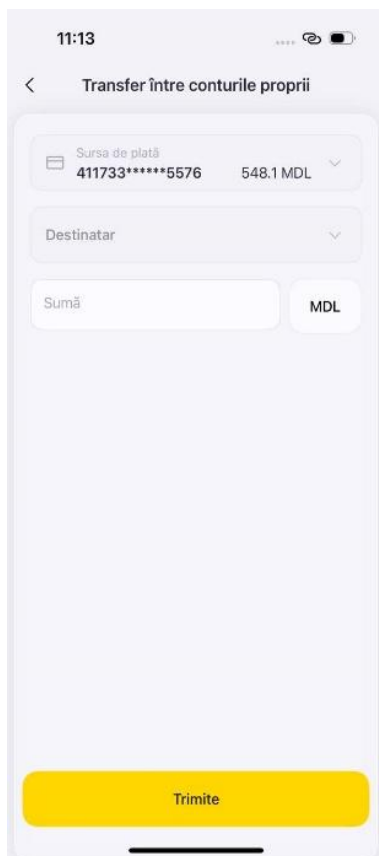 11:13
Transfer între conturile proprii
Sursa de plată
411733******5576 548.1 MDL
Destinatar
Sumă
MDL
Trimite